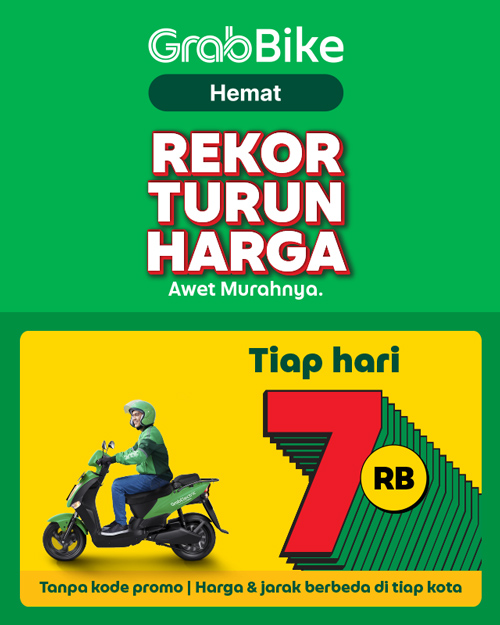 GrabBike
Hemat
REKOR
TURUN
HARGA
Awet Murahnya.
Tiap hari
7
RB
Tanpa kode promo | Harga & jarak berbeda di tiap kota